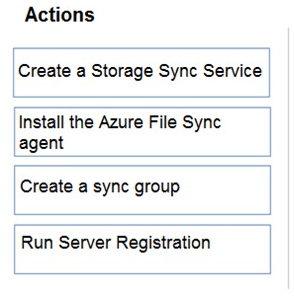 Actions
Create a Storage Sync Service
Install the Azure File Sync
agent
Create a sync group
Run Server Registration